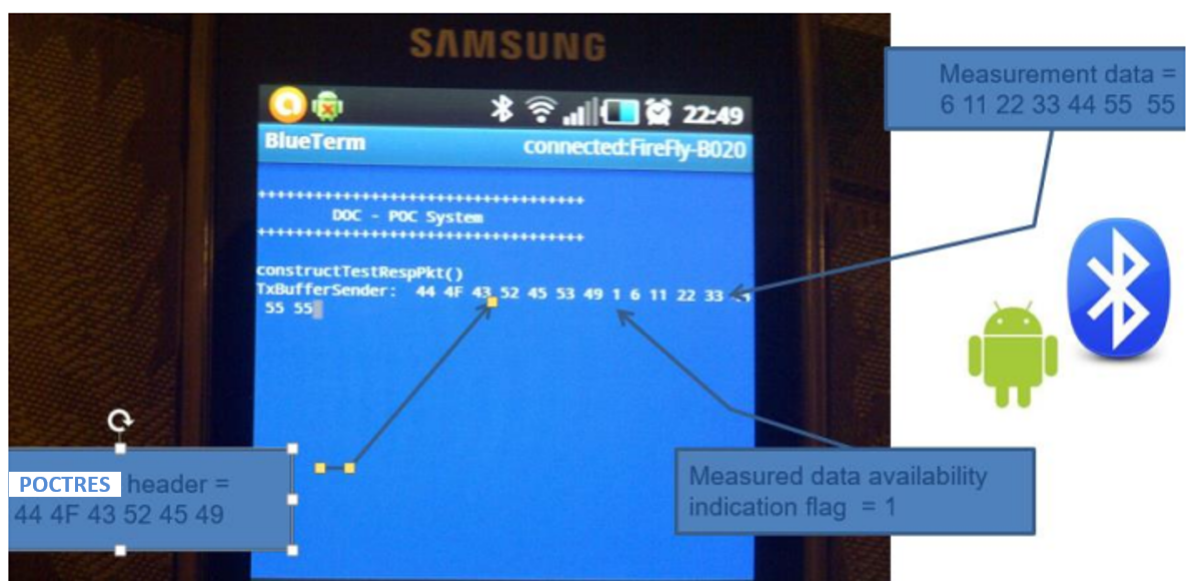 SAMSUNG
22:49
BlueTerm connected:FireFly-B020
++++++++++++++++++++++++++++++++++
DOC - POC System
++++++++++++++++++++++++++++++++++
constructTestRespPkt()
TxBufferSender: 44 4F 43 52 45 53 49 1 6 11 22 33 44
55 55
Measurement data =
6 11 22 33 44 55 55
POCTRES header =
44 4F 43 52 45 49
Measured data availability
indication flag = 1